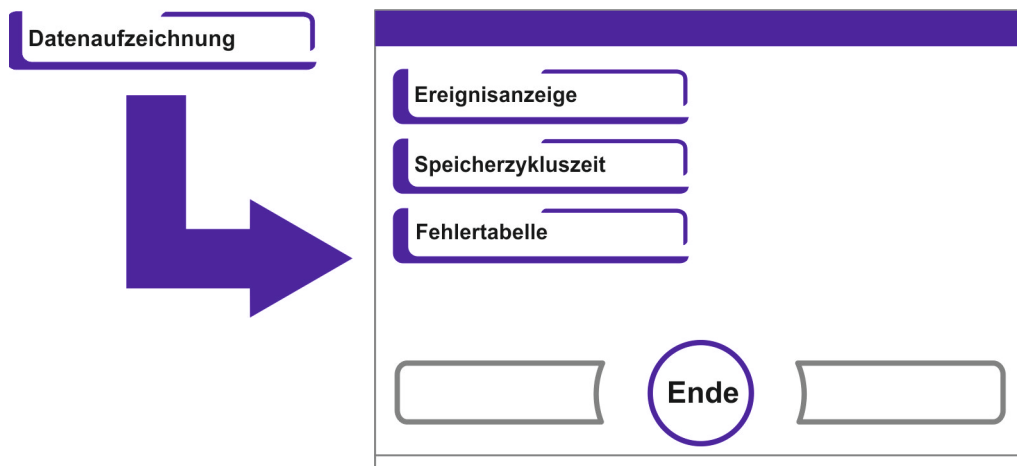 Datenaufzeichnung
Ereignisanzeige
Speicherzykluszeit
Fehlertabelle
Ende